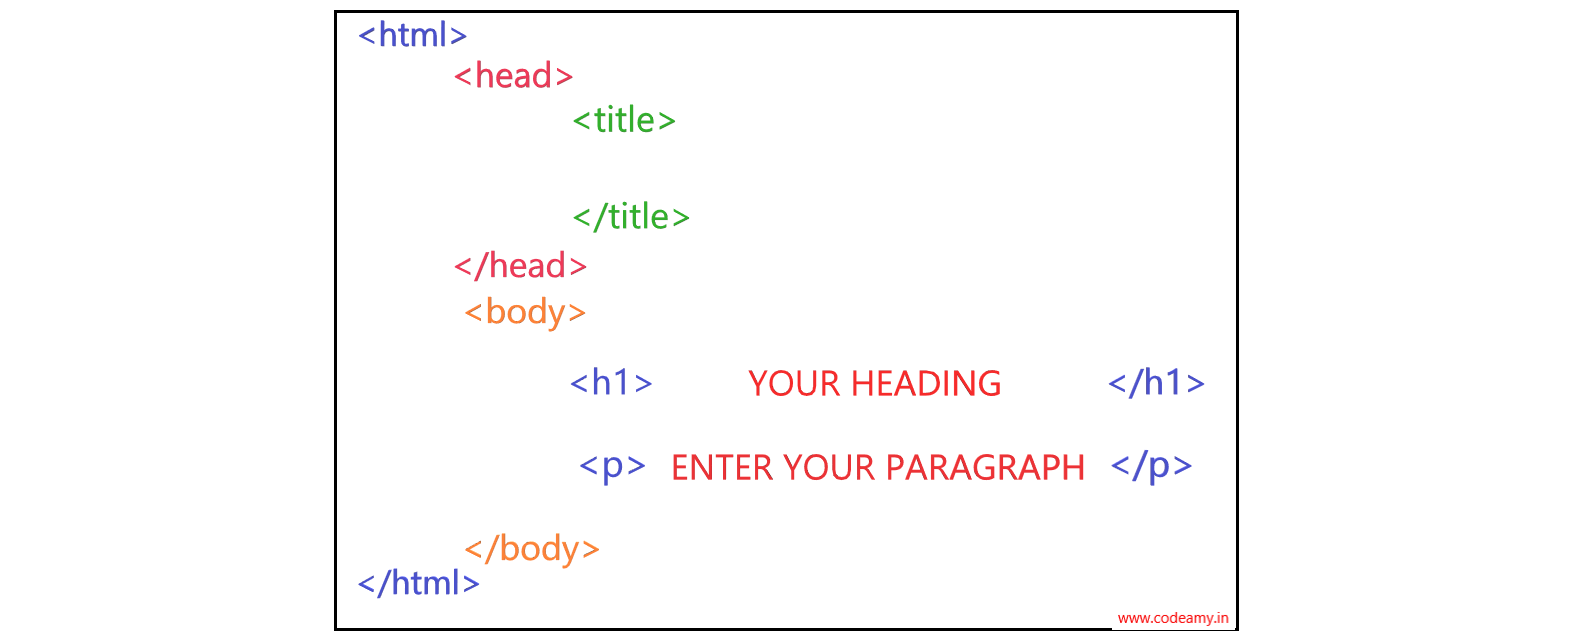 <html>
<head>
<title>
</title>
</head>
<body>
<h1> YOUR HEADING </h1>
<p> ENTER YOUR PARAGRAPH </p>
</body>
</html>
www.codeamy.in